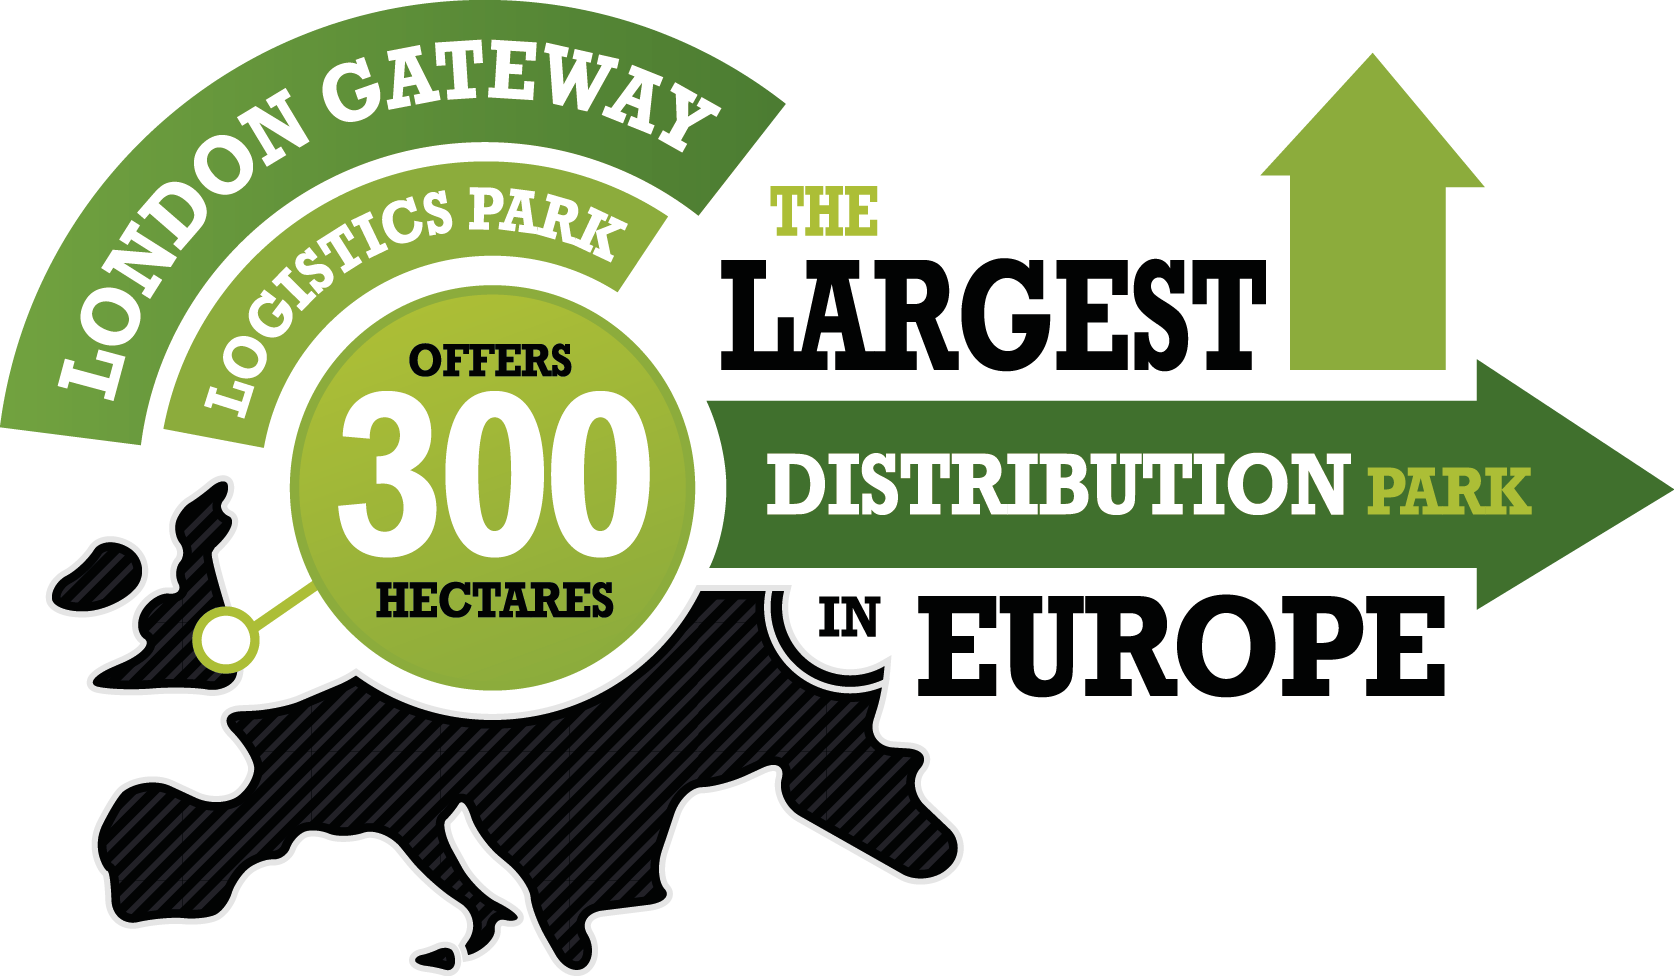 LONDON GATEWAY
LOGISTICS PARK
OFFERS
300
HECTARES
THE
LARGEST
DISTRIBUTION PARK
IN EUROPE